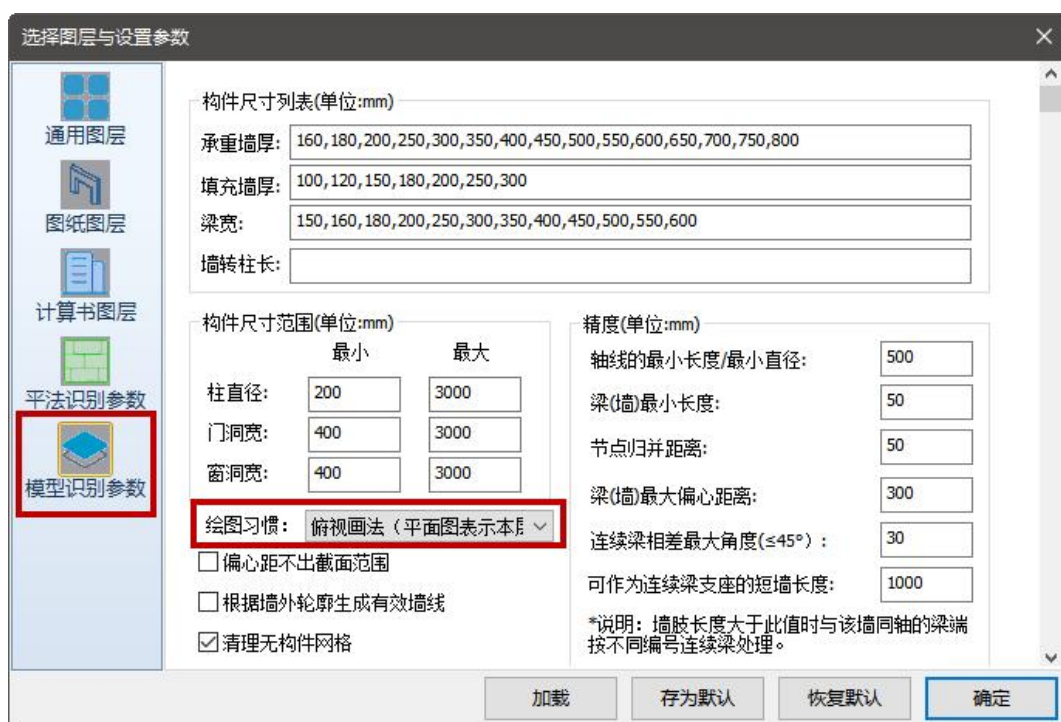 选择图层与设置参数
通用图层
图纸图层
计算书图层
平法识别参数
模型识别参数
构件尺寸列表(单位:mm)
承重墙厚: 160,180,200,250,300,350,400,450,500,550,600,650,700,750,800
填充墙厚: 100,120,150,180,200,250,300
梁宽: 150,160,180,200,250,300,350,400,450,500,550,600
墙转柱长:
构件尺寸范围(单位:mm)
最小 最大
柱直径: 200 3000
门洞宽: 400 3000
窗洞宽: 400 3000
绘图习惯: 俯视画法（平面图表示本层
偏心距不出截面范围
根据墙外轮廓生成有效墙线
清理无构件网格
精度(单位:mm)
轴线的最小长度/最小直径: 500
梁(墙)最小长度: 50
节点归并距离: 50
梁(墙)最大偏心距离: 300
连续梁相差最大角度(≤45°)： 30
可作为连续梁支座的短墙长度: 1000
*说明：墙肢长度大于此值时与该墙同轴的梁端
按不同编号连续梁处理。
加载 存为默认 恢复默认 确定